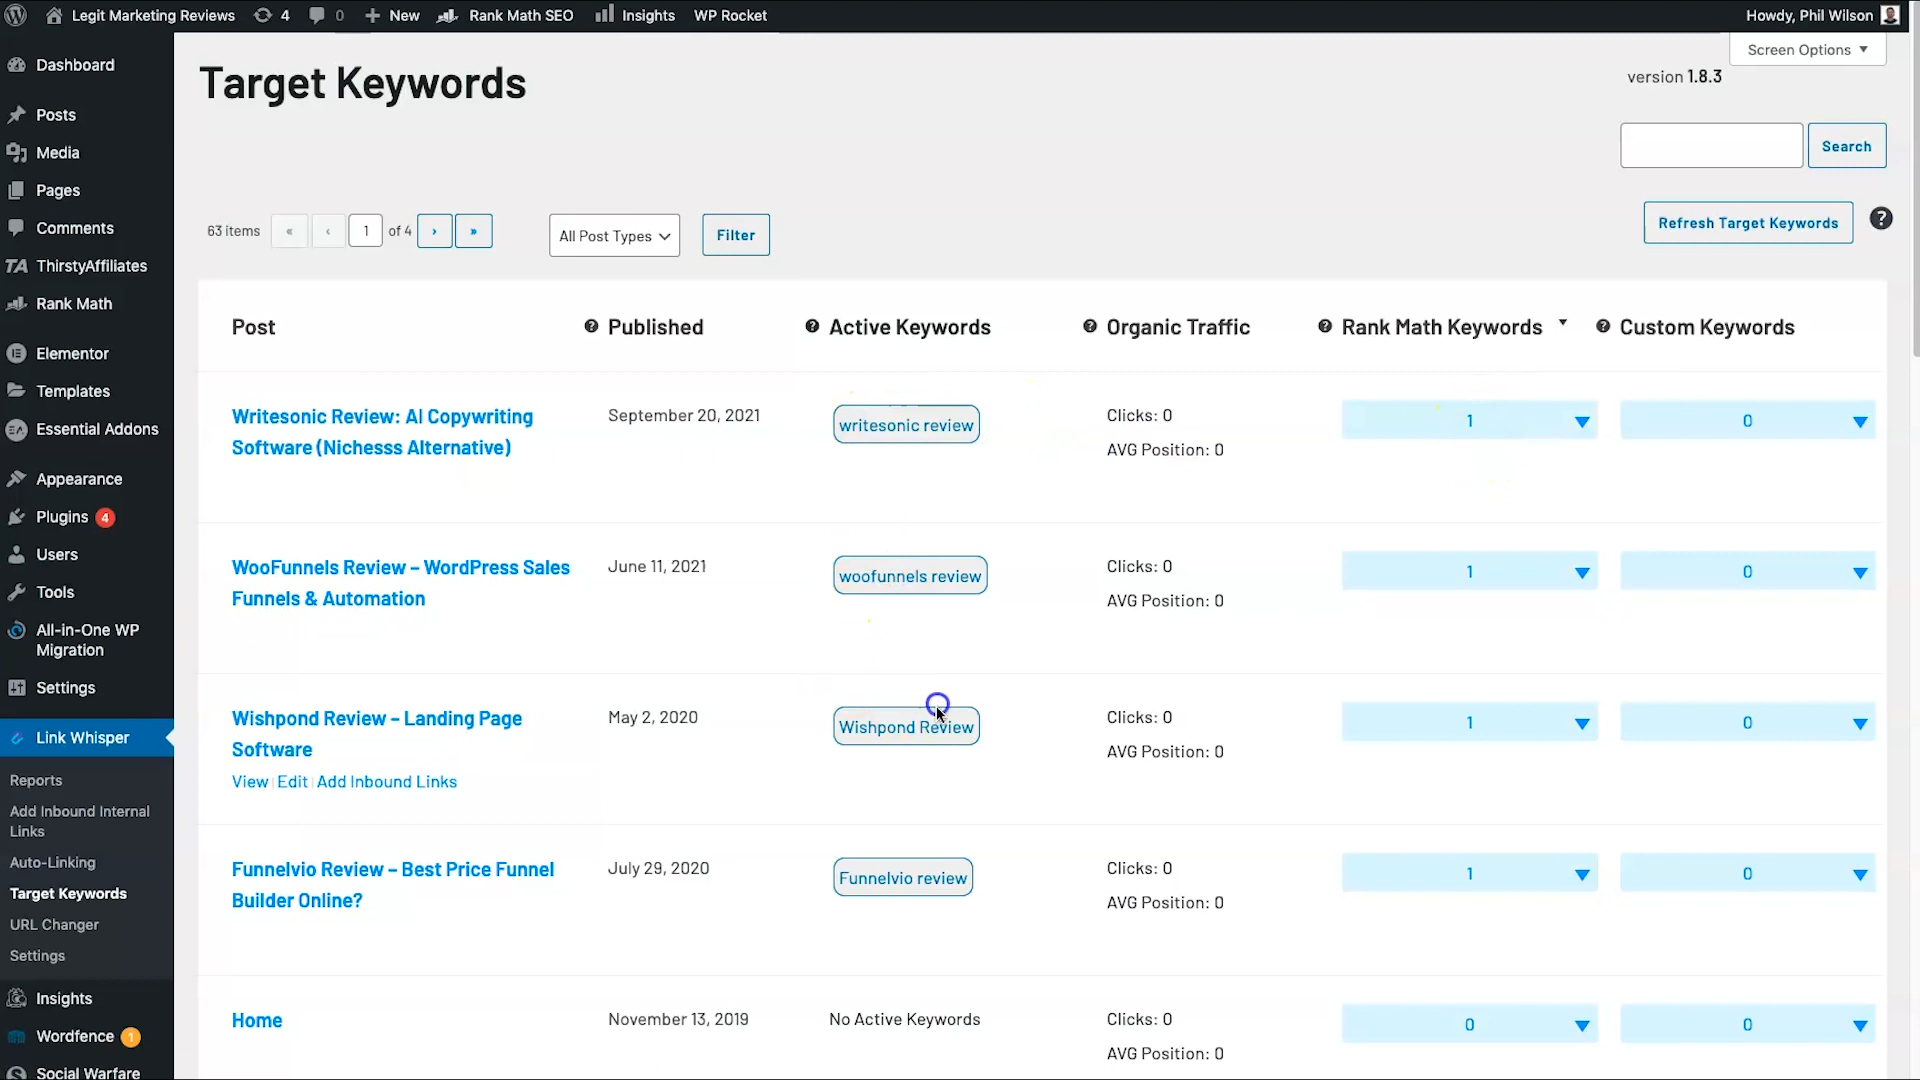 Legit Marketing Reviews 4 0 New Rank Math SEO Insights WP Rocket Howdy, Phil Wilson
Screen Options
Target Keywords
version 1.8.3
Search
63 items « ‹ 1 of 4 › » All Post Types Filter Refresh Target Keywords ?
Dashboard
Posts
Media
Pages
Comments
TA ThirstyAffiliates
Rank Math
Elementor
Templates
EA Essential Addons
Appearance
Plugins 4
Users
Tools
All-in-One WP
Migration
Settings
Link Whisper
Reports
Add Inbound Internal
Links
Auto-Linking
Target Keywords
URL Changer
Settings
Insights
Wordfence 1
Social Warfare
Post ? Published ? Active Keywords ? Organic Traffic ? Rank Math Keywords ? Custom Keywords
Writesonic Review: AI Copywriting September 20, 2021 writesonic review Clicks: 0 1 0
Software (Nichesss Alternative) AVG Position: 0
WooFunnels Review – WordPress Sales June 11, 2021 woofunnels review Clicks: 0 1 0
Funnels & Automation AVG Position: 0
Wishpond Review – Landing Page May 2, 2020 Wishpond Review Clicks: 0 1 0
Software AVG Position: 0
View | Edit | Add Inbound Links
Funnelvio Review – Best Price Funnel July 29, 2020 Funnelvio review Clicks: 0 1 0
Builder Online? AVG Position: 0
Home November 13, 2019 No Active Keywords Clicks: 0 0 0
AVG Position: 0